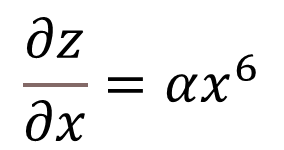 ∂z/∂x = αx⁶